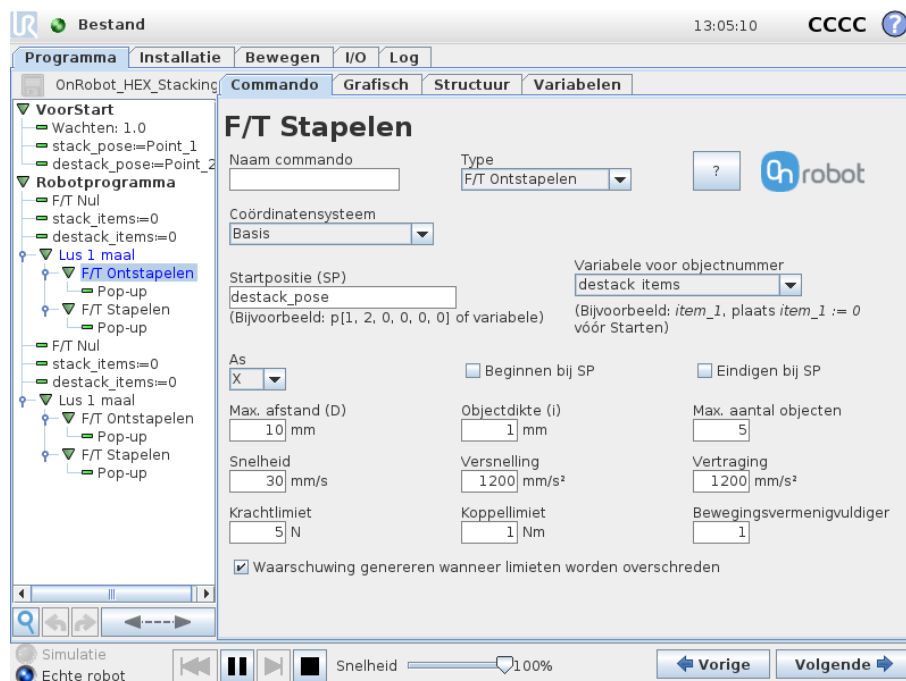 UR Bestand 13:05:10 CCCC ?
Programma Installatie Bewegen I/O Log
OnRobot_HEX_Stacking Commando Grafisch Structuur Variabelen
VoorStart
Wachten: 1.0
stack_pose:=Point_1
destack_pose:=Point_2
Robotprogramma
F/T Nul
stack_items:=0
destack_items:=0
Lus 1 maal
F/T Ontstapelen
Pop-up
F/T Stapelen
Pop-up
F/T Nul
stack_items:=0
destack_items:=0
Lus 1 maal
F/T Ontstapelen
Pop-up
F/T Stapelen
Pop-up
F/T Stapelen
Naam commando Type
F/T Ontstapelen ? On robot
Coördinatensysteem
Basis
Startpositie (SP) Variabele voor objectnummer
destack_pose destack items
(Bijvoorbeeld: p[1, 2, 0, 0, 0, 0] of variabele) (Bijvoorbeeld: item_1, plaats item_1 := 0
vóór Starten)
As
X Beginnen bij SP Eindigen bij SP
Max. afstand (D) Objectdikte (i) Max. aantal objecten
10 mm 1 mm 5
Snelheid Versnelling Vertraging
30 mm/s 1200 mm/s² 1200 mm/s²
Krachtlimiet Koppellimiet Bewegingsvermenigvuldiger
5 N 1 Nm 1
Waarschuwing genereren wanneer limieten worden overschreden
Simulatie
Echte robot
Snelheid 100% Vorige Volgende